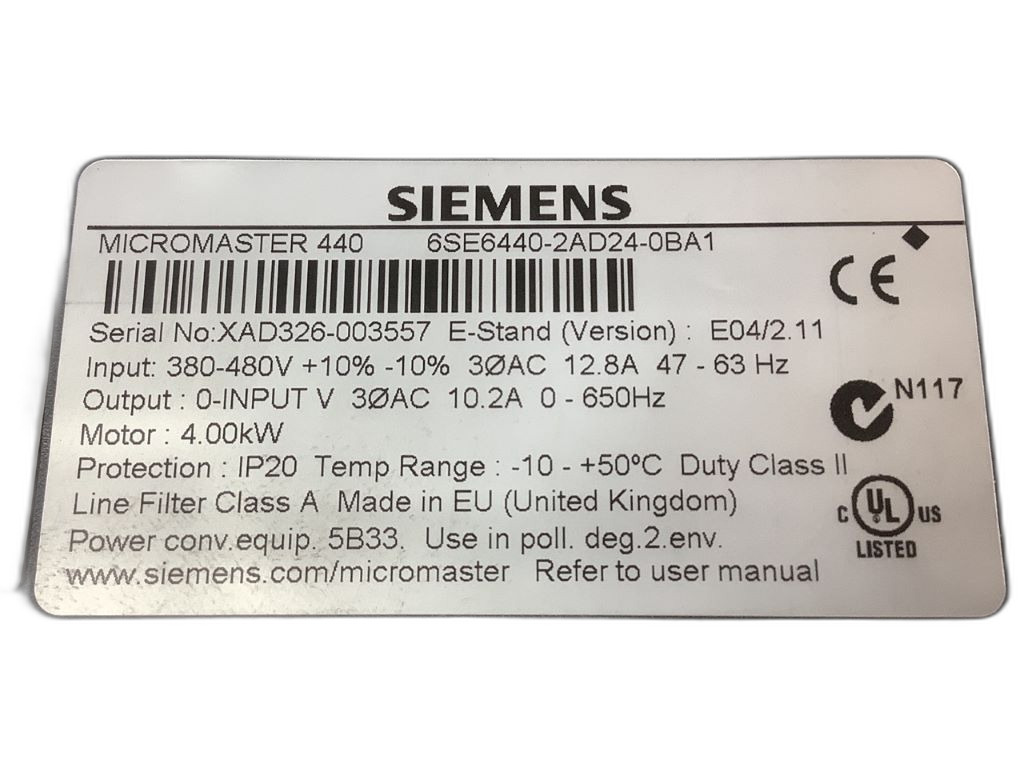 SIEMENS
MICROMASTER 440 6SE6440-2AD24-0BA1
CE
Serial No:XAD326-003557 E-Stand (Version) : E04/2.11
Input: 380-480V +10% -10% 3ØAC 12.8A 47 - 63 Hz
Output : 0-INPUT V 3ØAC 10.2A 0 - 650Hz
N117
Motor : 4.00kW
Protection : IP20 Temp Range : -10 - +50ºC Duty Class II
Line Filter Class A Made in EU (United Kingdom)
C UL US
LISTED
Power conv.equip. 5B33. Use in poll. deg.2.env.
www.siemens.com/micromaster Refer to user manual